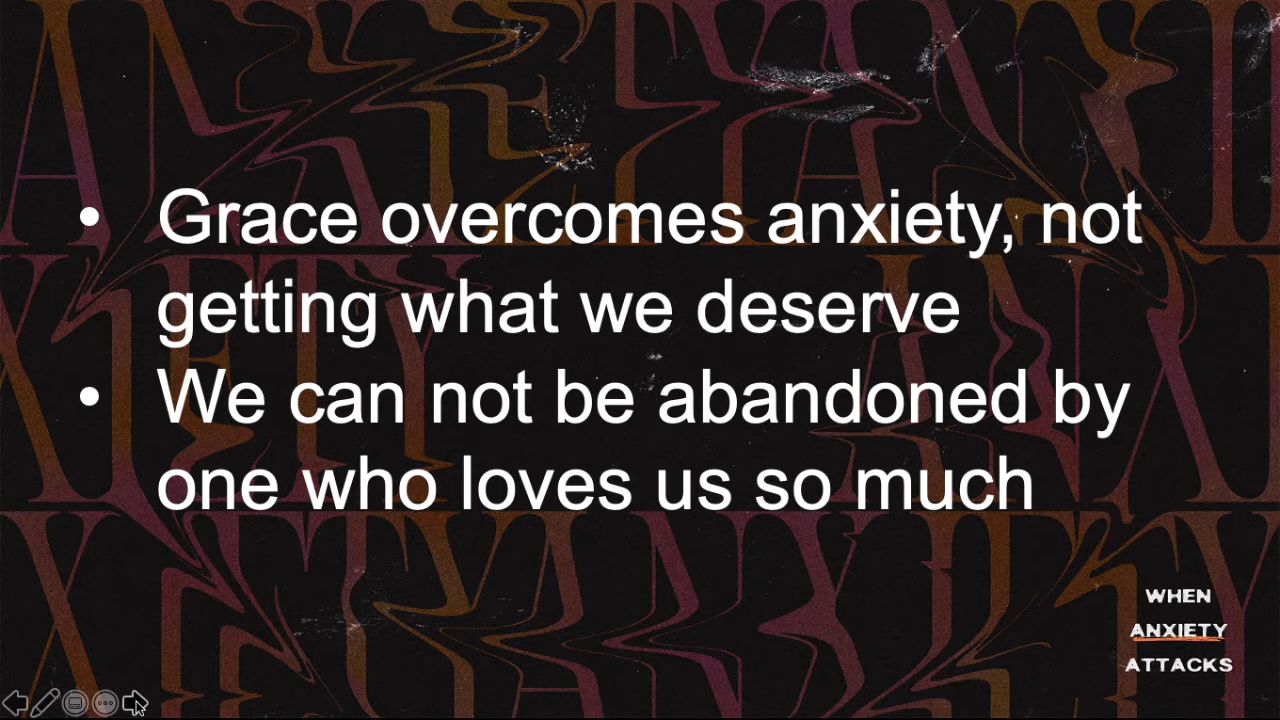 • Grace overcomes anxiety, not
getting what we deserve
• We can not be abandoned by
one who loves us so much
WHEN
ANXIETY
ATTACKS